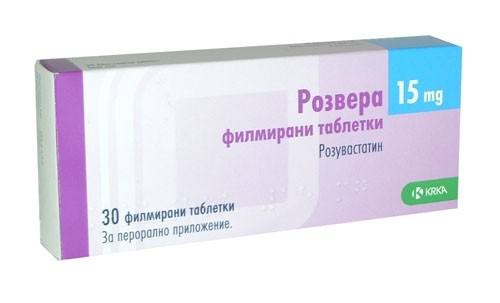 Розвера 15 mg
филмирани таблетки
Розувастатин
30 филмирани таблетки
За перорално приложение.
KRKA